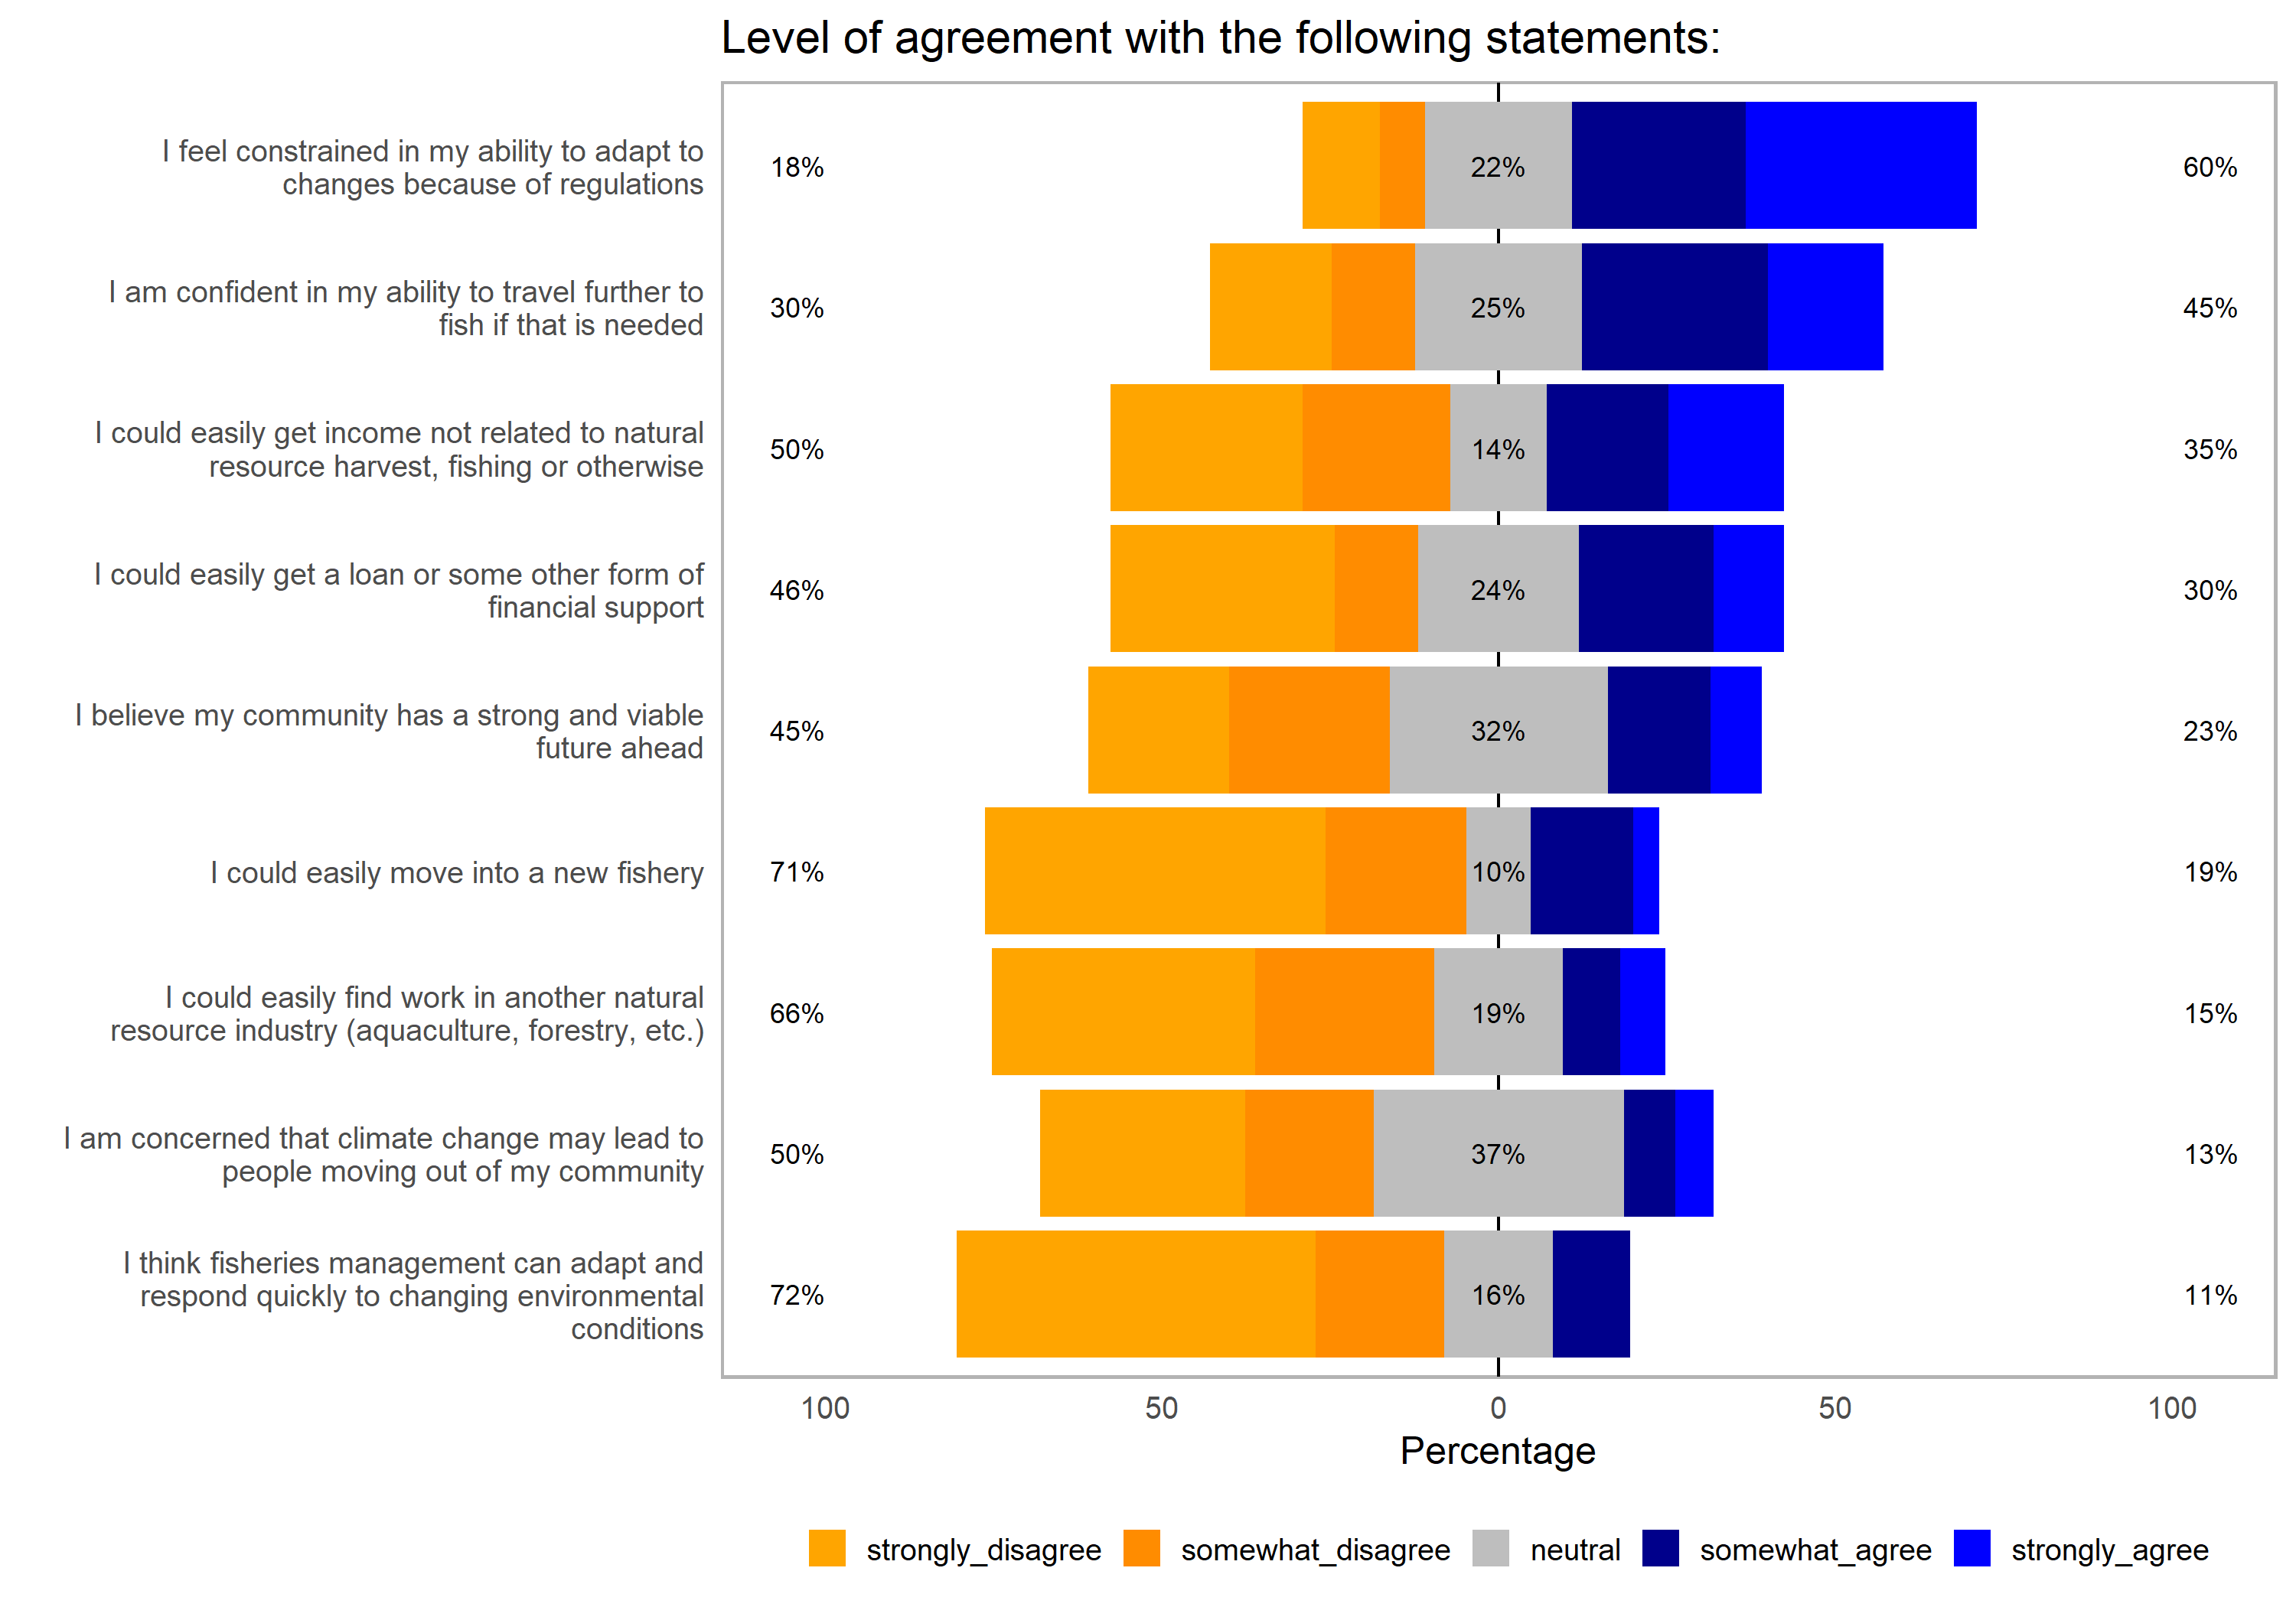 Level of agreement with the following statements:
I feel constrained in my ability to adapt to
changes because of regulations
18%
22%
60%
I am confident in my ability to travel further to
fish if that is needed
30%
25%
45%
I could easily get income not related to natural
resource harvest, fishing or otherwise
50%
14%
35%
I could easily get a loan or some other form of
financial support
46%
24%
30%
I believe my community has a strong and viable
future ahead
45%
32%
23%
I could easily move into a new fishery
71%
10%
19%
I could easily find work in another natural
resource industry (aquaculture, forestry, etc.)
66%
19%
15%
I am concerned that climate change may lead to
people moving out of my community
50%
37%
13%
I think fisheries management can adapt and
respond quickly to changing environmental
conditions
72%
16%
11%
100 50 0 50 100
Percentage
strongly_disagree somewhat_disagree neutral somewhat_agree strongly_agree